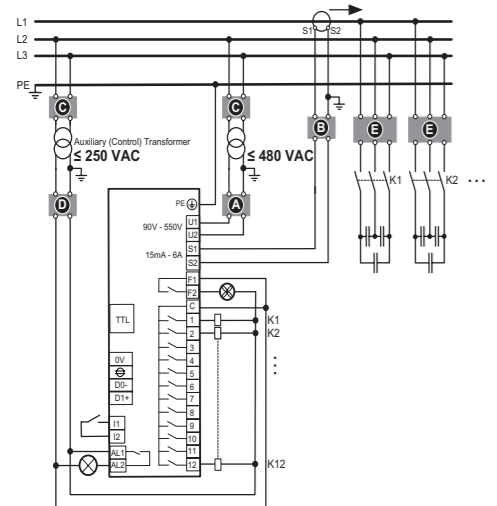 L1
L2
L3
PE
S1 S2
C
C
B
E
E
Auxiliary (Control) Transformer
≤ 250 VAC
≤ 480 VAC
D
A
K1
K2 ...
PE
90V - 550V
U1
U2
15mA - 6A
S1
S2
F1
F2
C
TTL
1
K1
2
K2
3
0V
4
5
D0-
6
D1+
7
8
I1
9
I2
10
AL1
11
AL2
12
K12